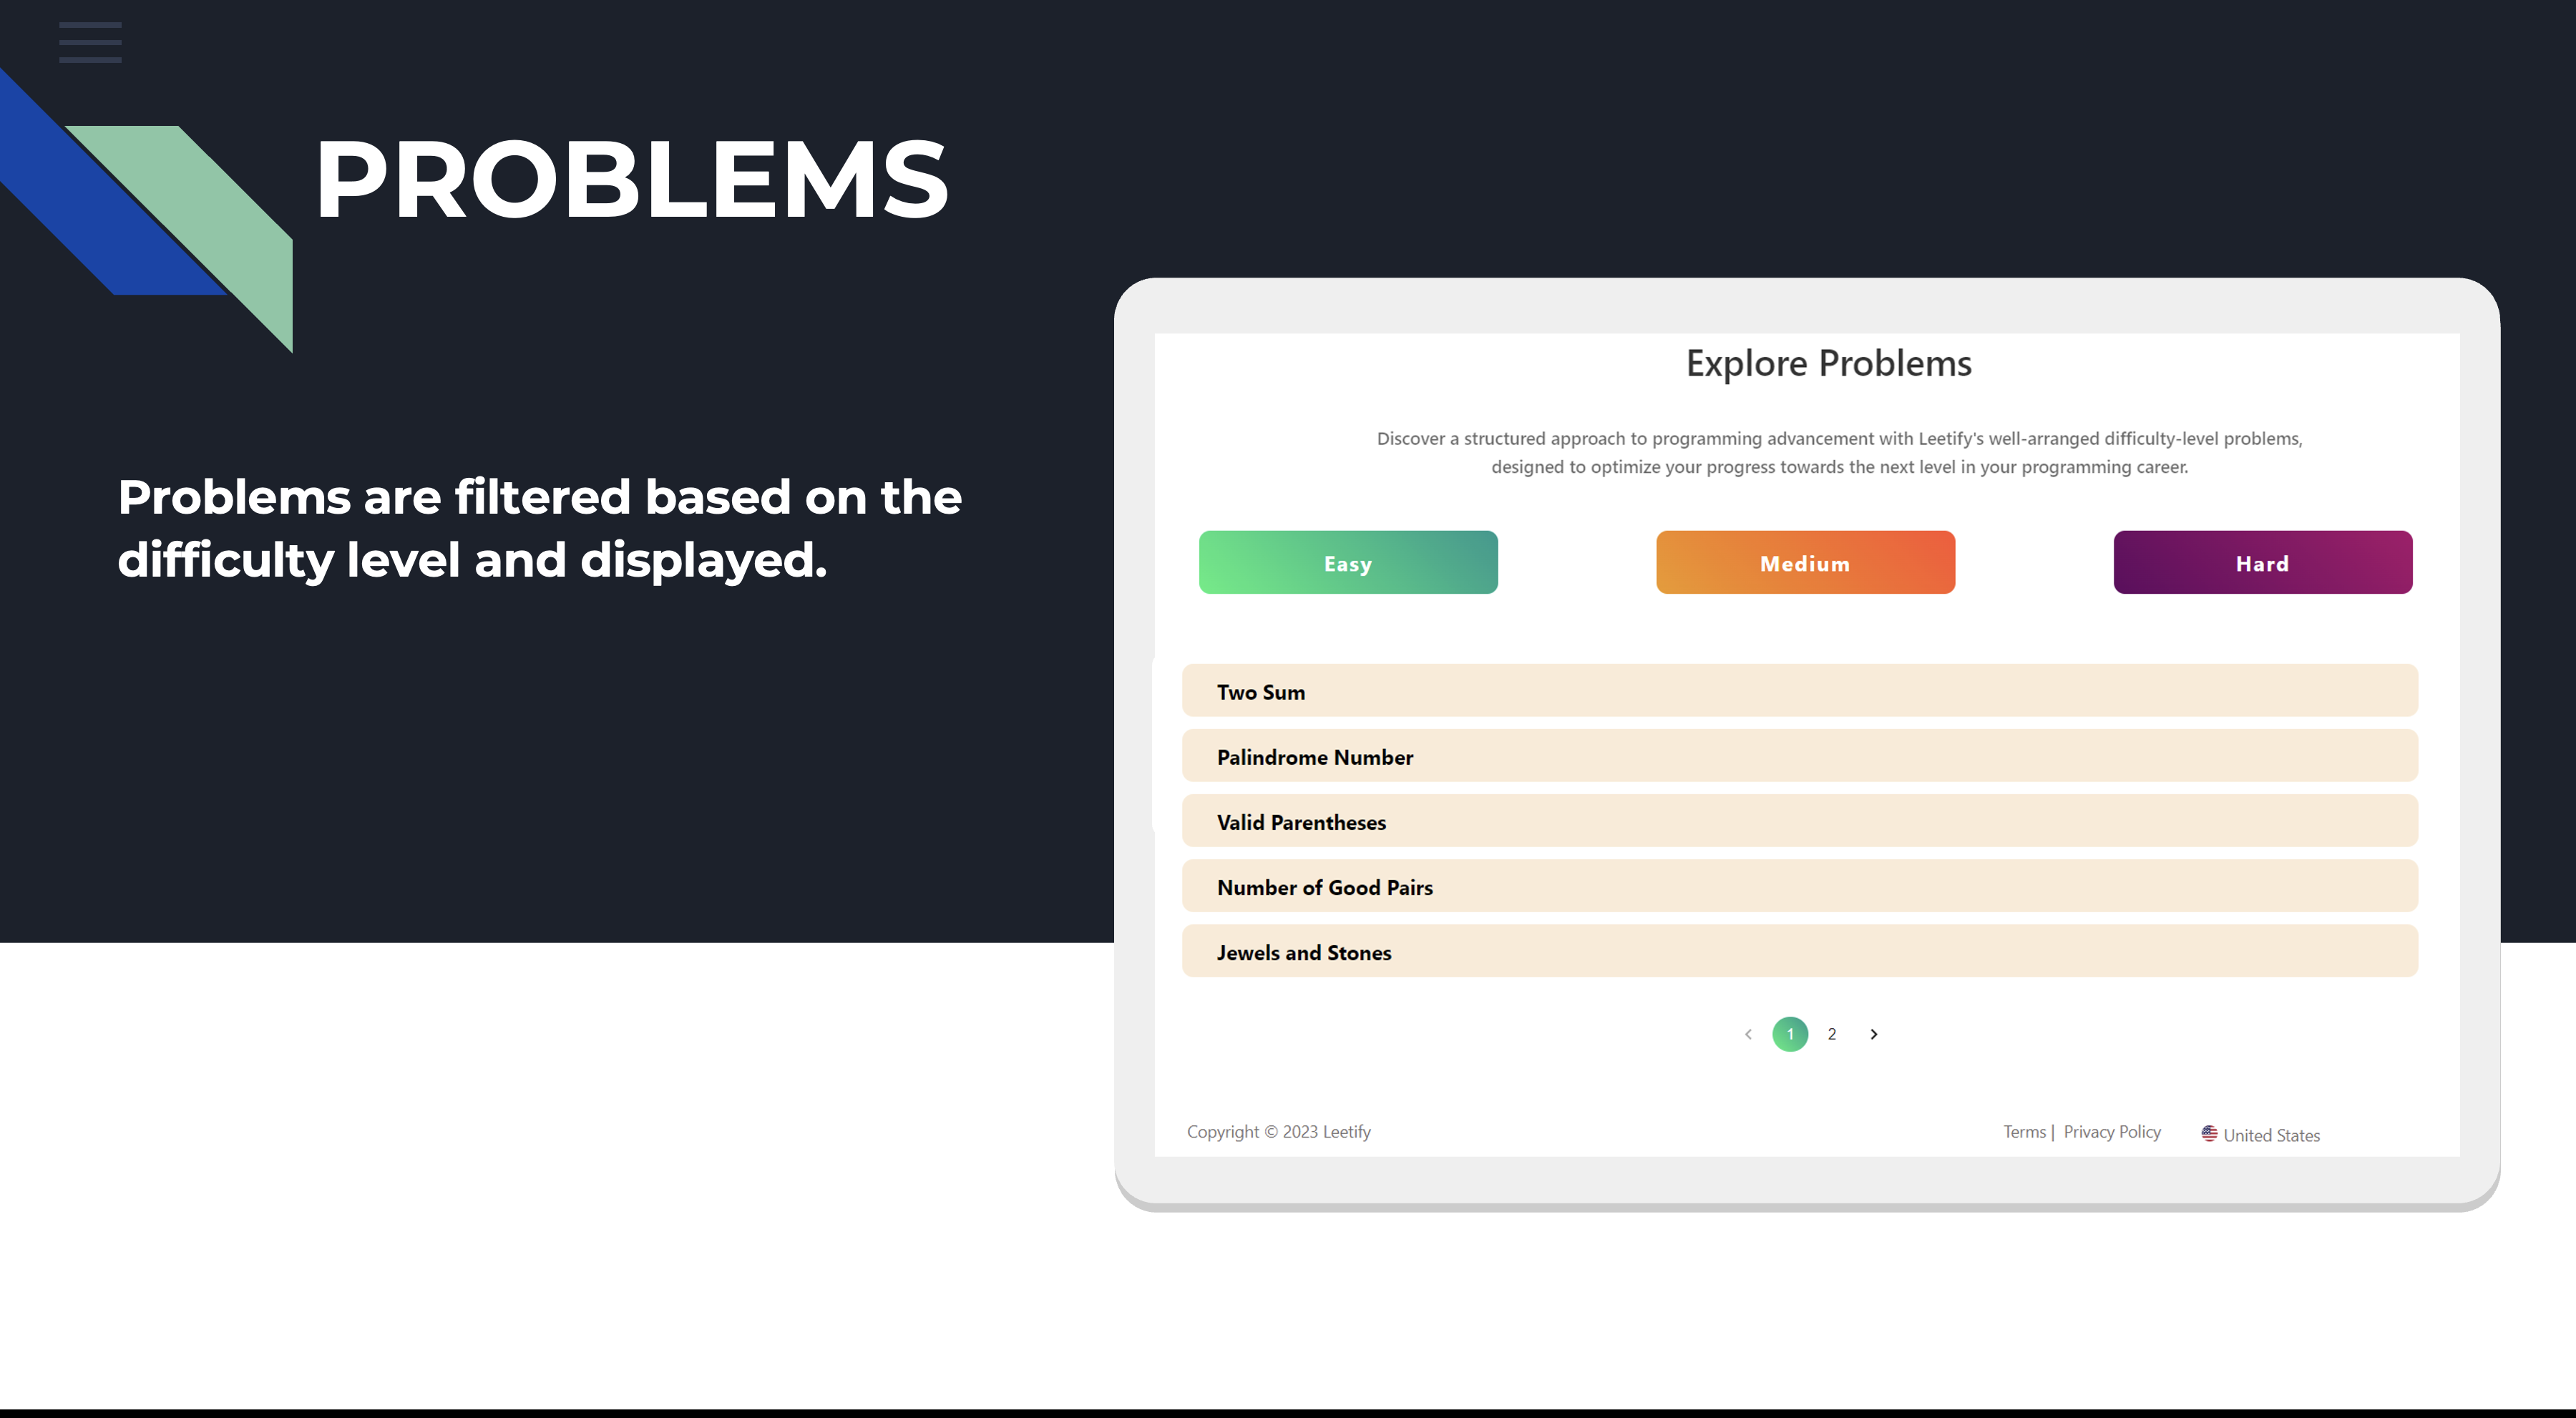 PROBLEMS
Problems are filtered based on the
difficulty level and displayed.
Explore Problems
Discover a structured approach to programming advancement with Leetify's well-arranged difficulty-level problems,
designed to optimize your progress towards the next level in your programming career.
Easy Medium Hard
Two Sum
Palindrome Number
Valid Parentheses
Number of Good Pairs
Jewels and Stones
1 2
Copyright © 2023 Leetify Terms | Privacy Policy United States